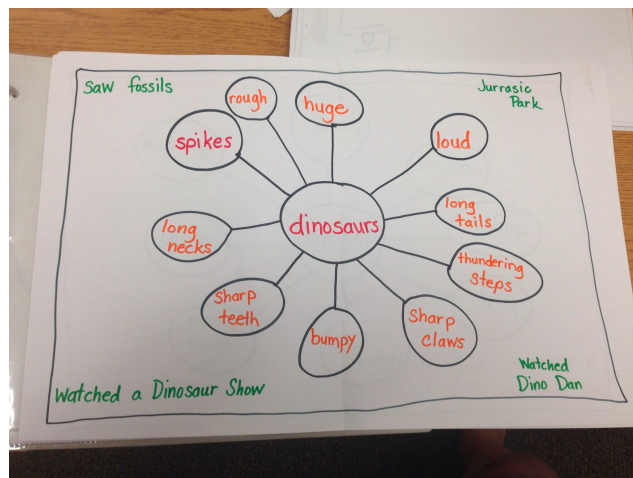 Saw fossils
Jurrasic
Park
rough
huge
spikes
loud
dinosaurs
long
tails
long
necks
thundering
steps
sharp
teeth
bumpy
Sharp
claws
Watched a Dinosaur Show
Watched
Dino Dan